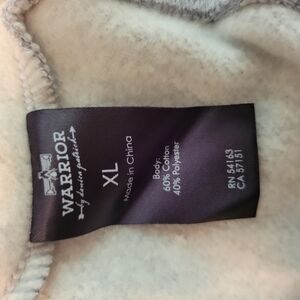 WARRIOR
by danica patrick
XL
Made in China
Body:
60% Cotton
40% Polyester
RN 54163
CA 57151